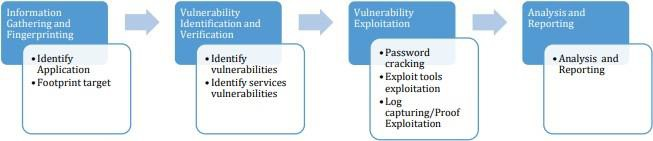 Information
Gathering and
Fingerprinting
• Identify
Application
• Footprint target
Vulnerability
Identification and
Verification
• Identify
vulnerabilities
• Identify services
vulnerabilities
Vulnerability
Exploitation
• Password
cracking
• Exploit tools
exploitation
• Log
capturing/Proof
Exploitation
Analysis and
Reporting
• Analysis and
Reporting